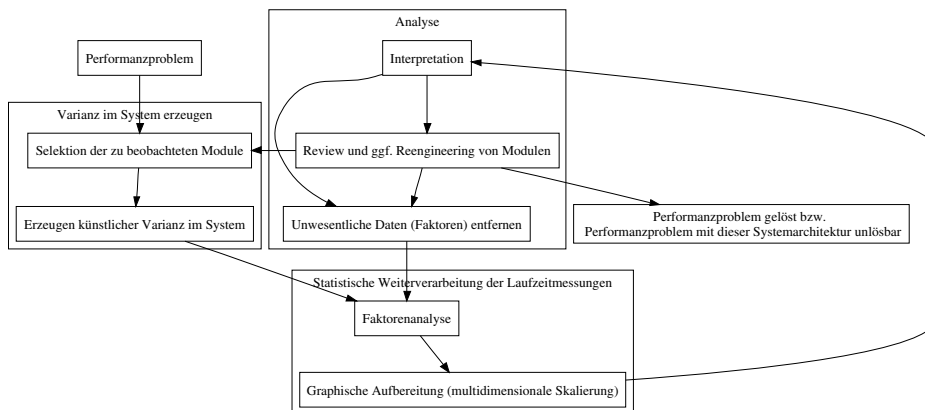 Analyse
Performanzproblem
Interpretation
Varianz im System erzeugen
Selektion der zu beobachteten Module
Review und ggf. Reengineering von Modulen
Erzeugen künstlicher Varianz im System
Unwesentliche Daten (Faktoren) entfernen
Performanzproblem gelöst bzw.
Performanzproblem mit dieser Systemarchitektur unlösbar
Statistische Weiterverarbeitung der Laufzeitmessungen
Faktorenanalyse
Graphische Aufbereitung (multidimensionale Skalierung)